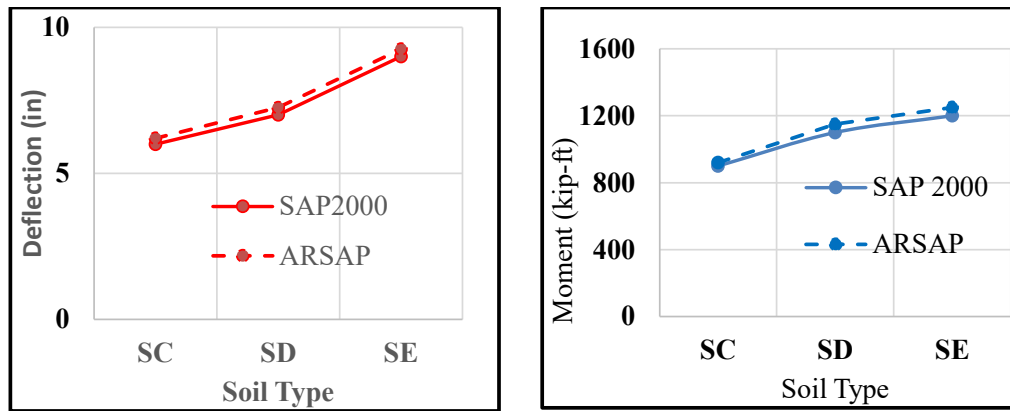 10
5
0
Deflection (in)
SAP2000
ARSAP
SC SD SE
Soil Type
1600
1200
800
400
0
Moment (kip-ft)
SAP 2000
ARSAP
SC SD SE
Soil Type